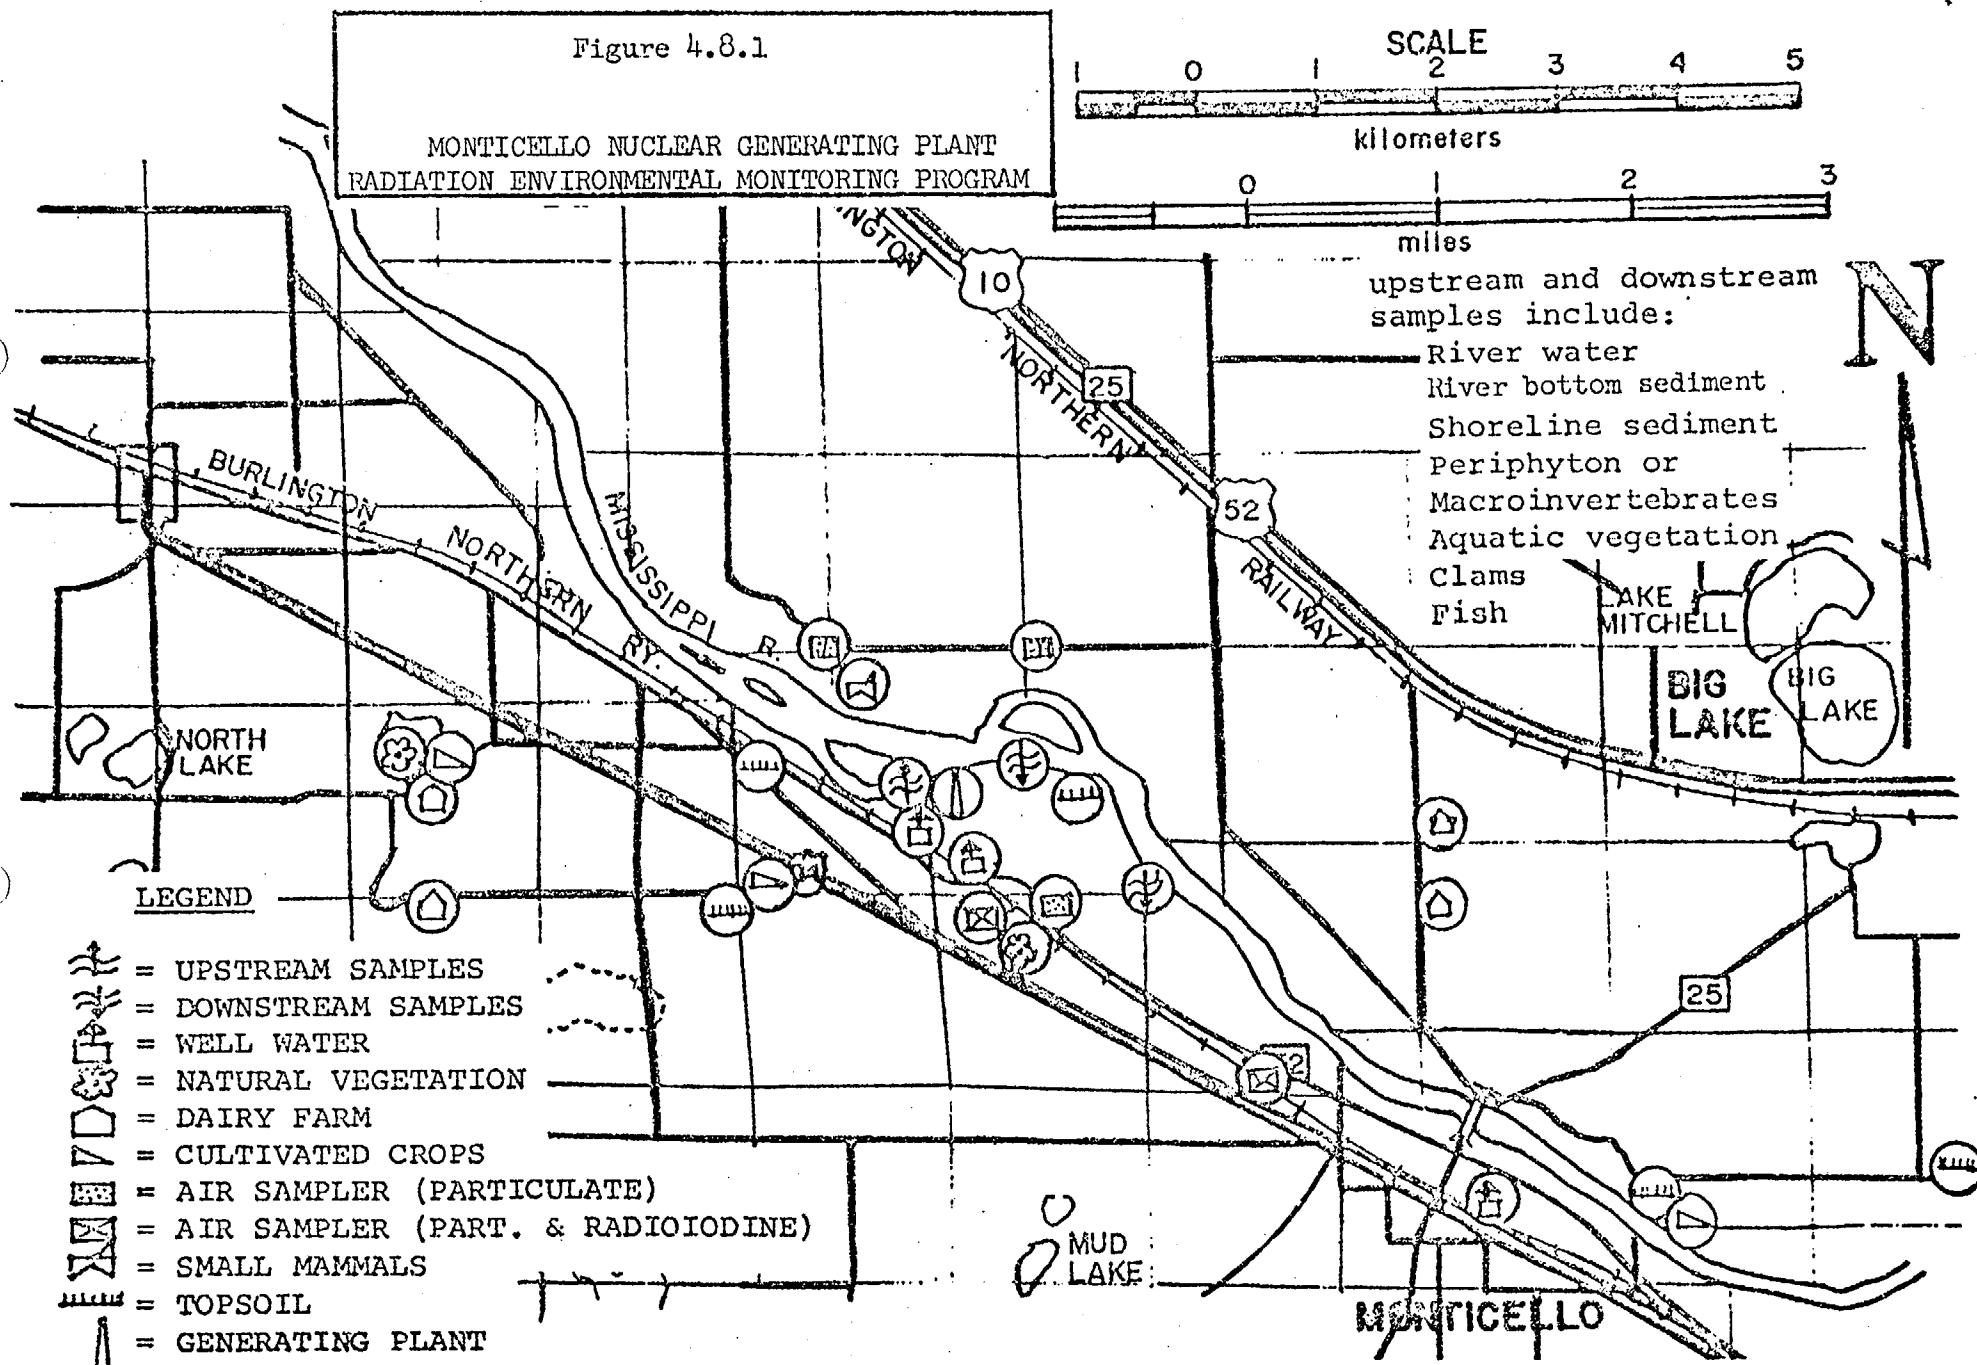 Figure 4.8.1
MONTICELLO NUCLEAR GENERATING PLANT
RADIATION ENVIRONMENTAL MONITORING PROGRAM
SCALE
1 0 1 2 3 4 5
kilometers
0 1 2 3
miles
upstream and downstream
samples include:
River water
River bottom sediment
Shoreline sediment
Periphyton or
Macroinvertebrates
Aquatic vegetation
Clams
Fish
N
INGTON
10
NORTHERN
25
52
RAILWAY
BURLINGTON
NORTHERN
RY.
MISSISSIPPI R.
LAKE
MITCHELL
BIG
LAKE
BIG
LAKE
NORTH
LAKE
25
MUD
LAKE
MONTICELLO
LEGEND
= UPSTREAM SAMPLES
= DOWNSTREAM SAMPLES
= WELL WATER
= NATURAL VEGETATION
= DAIRY FARM
= CULTIVATED CROPS
= AIR SAMPLER (PARTICULATE)
= AIR SAMPLER (PART. & RADIOIODINE)
= SMALL MAMMALS
= TOPSOIL
= GENERATING PLANT